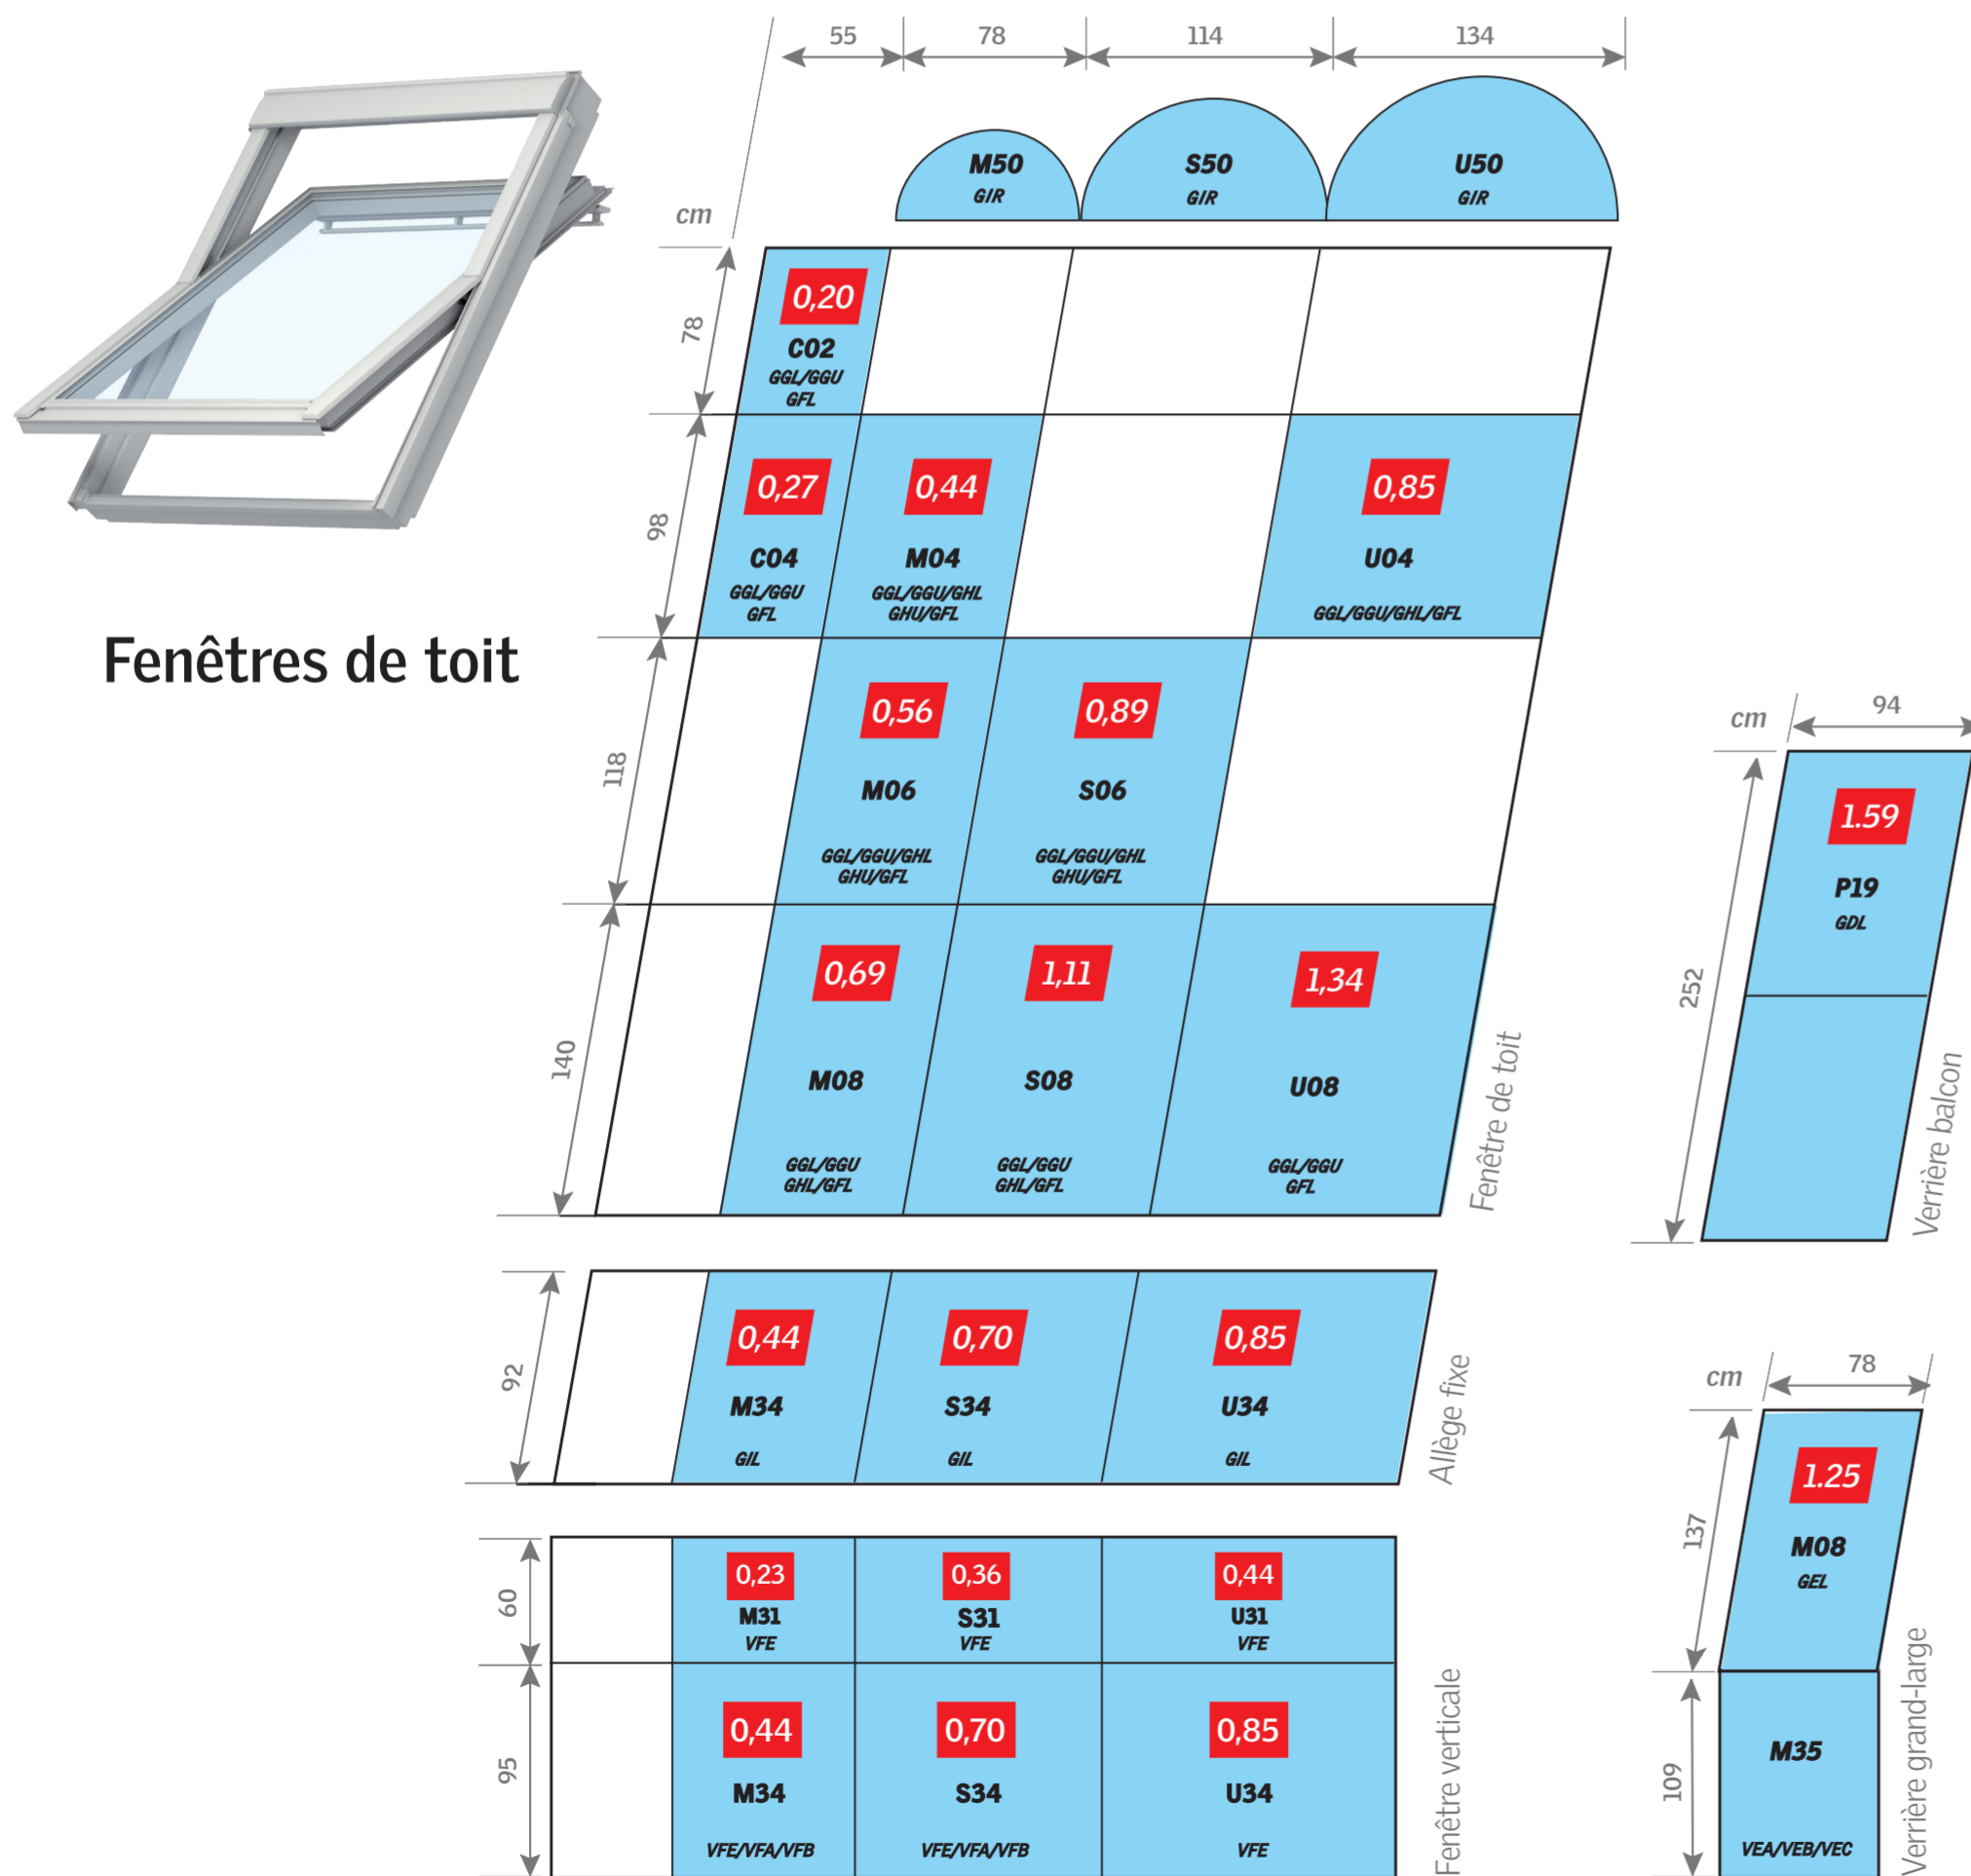 55 78 114 134
M50 S50 U50
GIR GIR GIR
cm
78
0,20
C02
GGL/GGU
GFL
98
0,27 0,44 0,85
C04 M04 U04
GGL/GGU GGL/GGU/GHL GGL/GGU/GHL/GFL
GFL GHU/GFL
Fenêtres de toit
118
0,56 0,89
M06 S06
GGL/GGU/GHL GGL/GGU/GHL
GHU/GFL GHU/GFL
140
0,69 1,11 1,34
M08 S08 U08
GGL/GGU GGL/GGU GGL/GGU
GHL/GFL GHL/GFL GFL
Fenêtre de toit
cm 94
1.59
P19
GDL
252
Verrière balcon
92
0,44 0,70 0,85
M34 S34 U34
GIL GIL GIL
Allège fixe
60
0,23 0,36 0,44
M31 S31 U31
VFE VFE VFE
95
0,44 0,70 0,85
M34 S34 U34
VFE/VFA/VFB VFE/VFA/VFB VFE
Fenêtre verticale
cm 78
137
1.25
M08
GEL
109
M35
VEA/VEB/VEC
Verrière grand-large